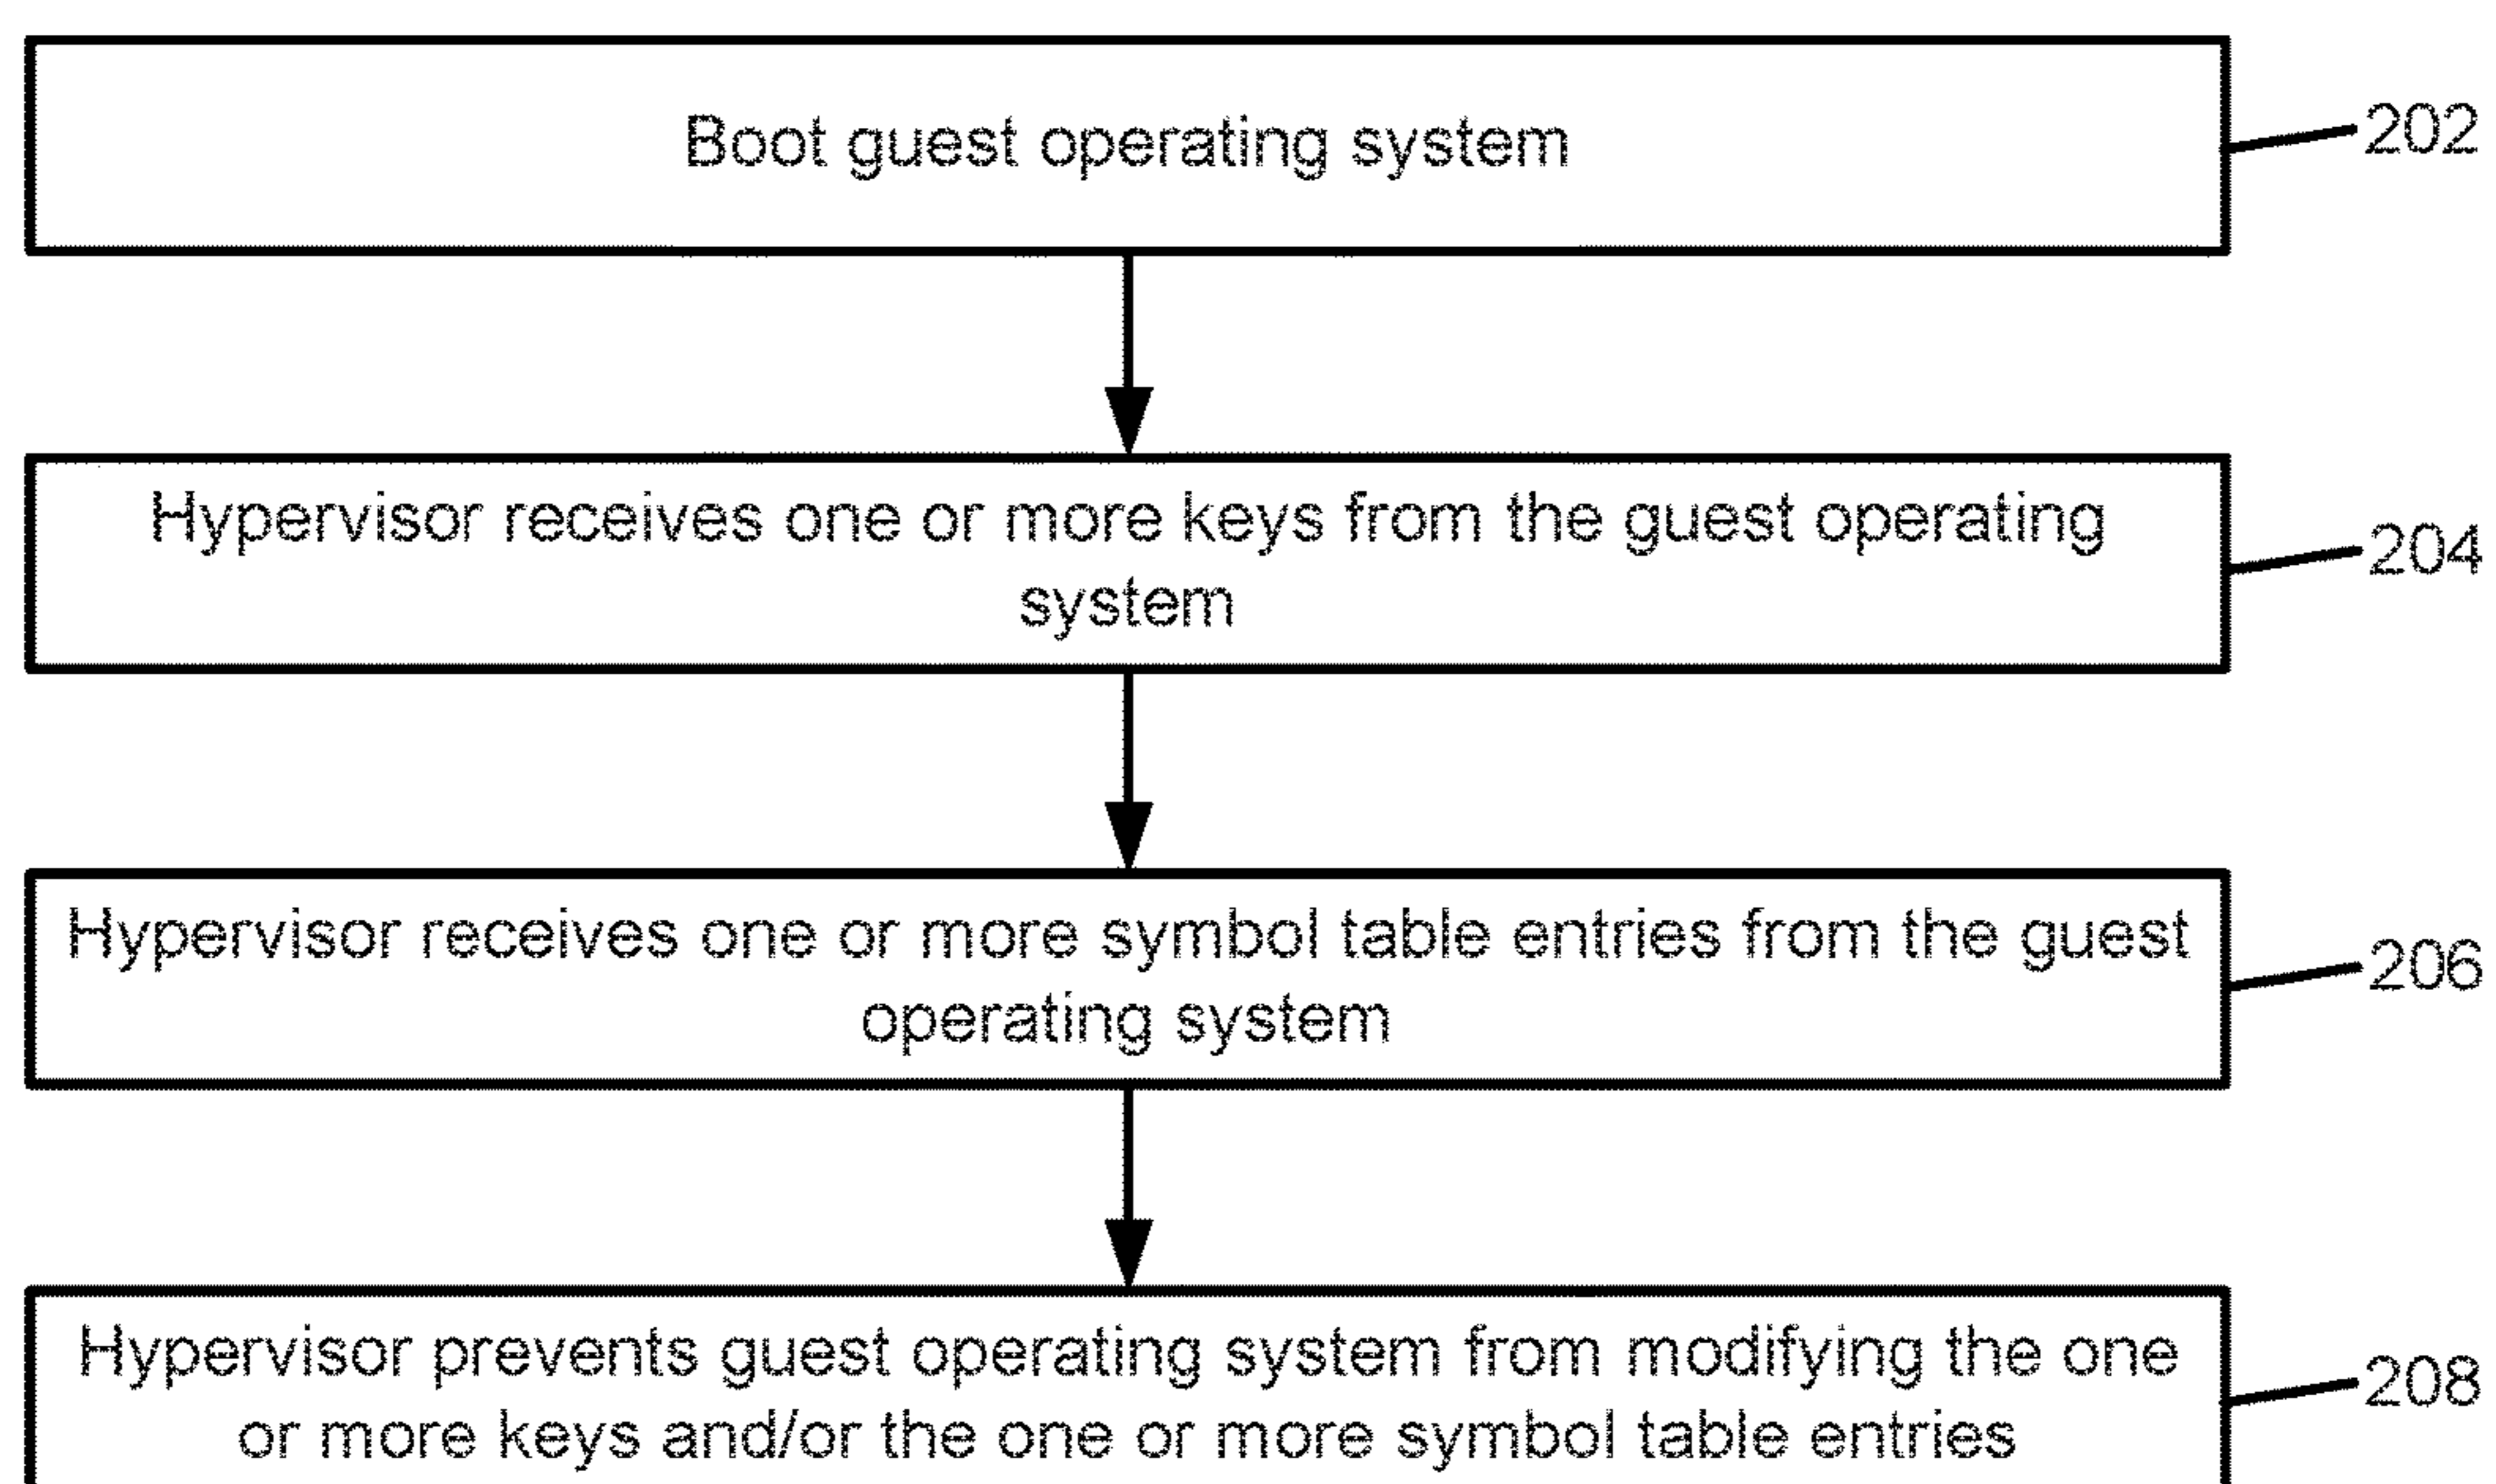 Boot guest operating system
202
Hypervisor receives one or more keys from the guest operating
system
204
Hypervisor receives one or more symbol table entries from the guest
operating system
206
Hypervisor prevents guest operating system from modifying the one
or more keys and/or the one or more symbol table entries
208